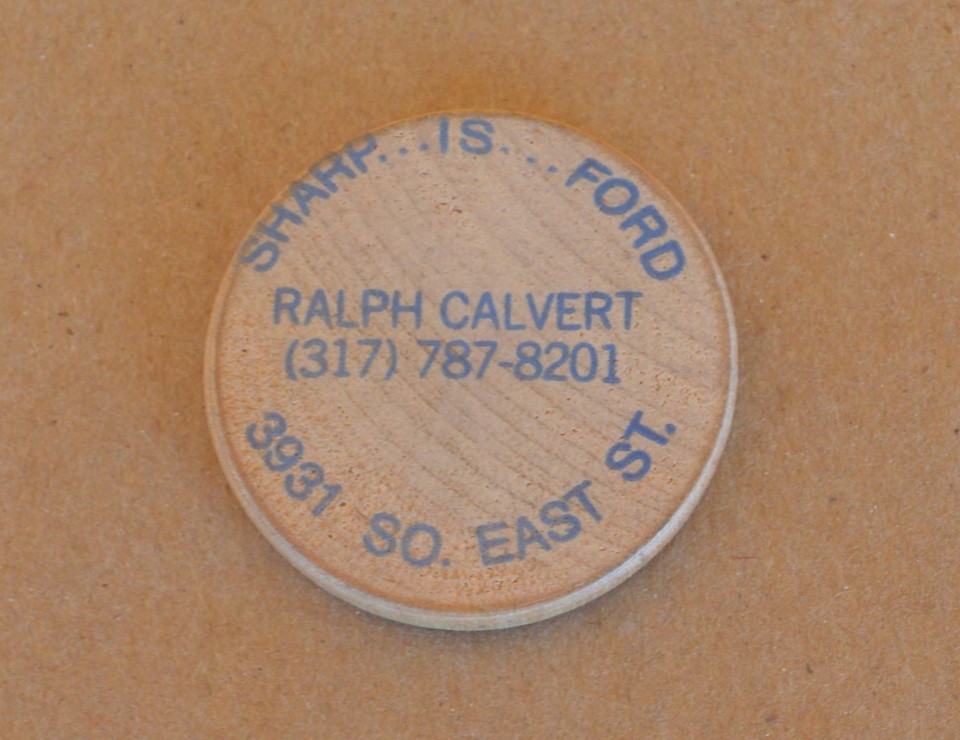 SHARP...IS...FORD
RALPH CALVERT
(317) 787-8201
3931 SO. EAST ST.